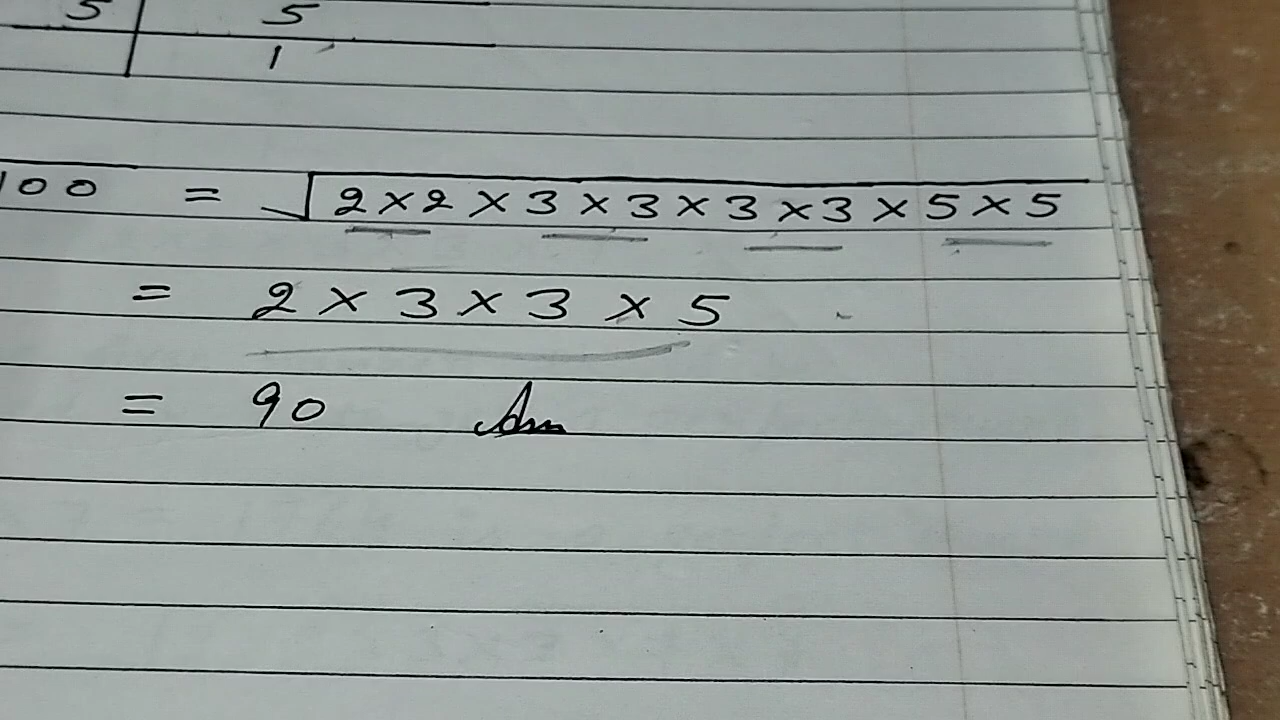 5 | 5
1
100 = √2×2×3×3×3×3×5×5
= 2×3×3×5
= 90 Ans